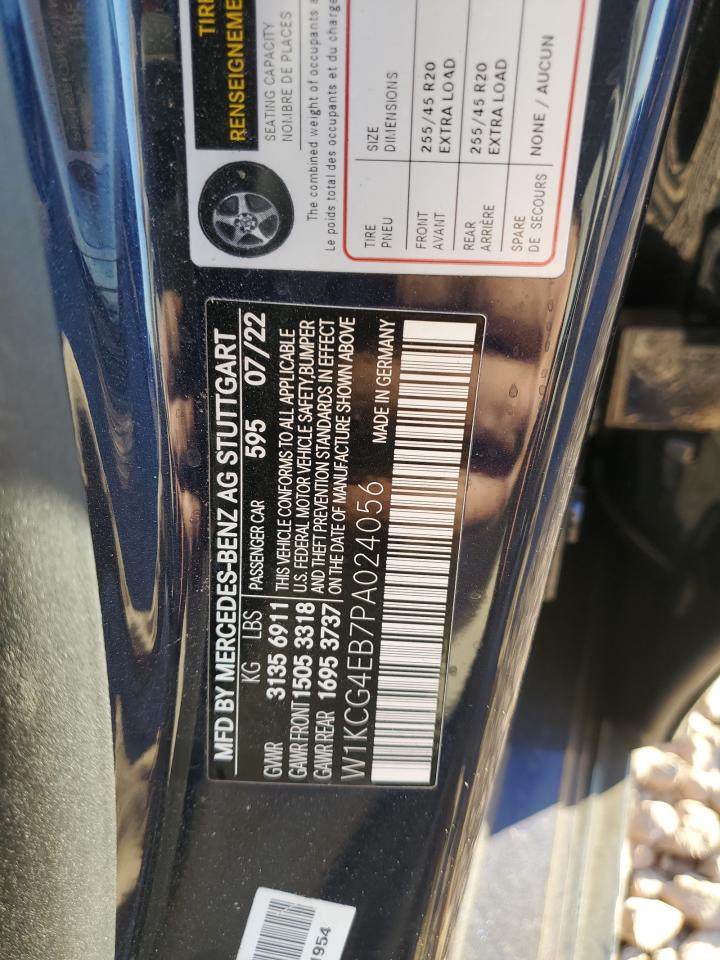 MFD BY MERCEDES-BENZ AG STUTTGART
KG LBS PASSENGER CAR 595 07/22
GVWR 3135 6911 THIS VEHICLE CONFORMS TO ALL APPLICABLE
GAWR FRONT 1505 3318 U.S. FEDERAL MOTOR VEHICLE SAFETY,BUMPER
GAWR REAR 1695 3737 AND THEFT PREVENTION STANDARDS IN EFFECT
ON THE DATE OF MANUFACTURE SHOWN ABOVE
W1KCG4EB7PA024056 MADE IN GERMANY
TIRE
RENSEIGNEME
SEATING CAPACITY
NOMBRE DE PLACES
The combined weight of occupants a
Le poids total des occupants et du charge
TIRE SIZE
PNEU DIMENSIONS
FRONT 255/45 R20
AVANT EXTRA LOAD
REAR 255/45 R20
ARRIÈRE EXTRA LOAD
SPARE NONE / AUCUN
DE SECOURS
1954